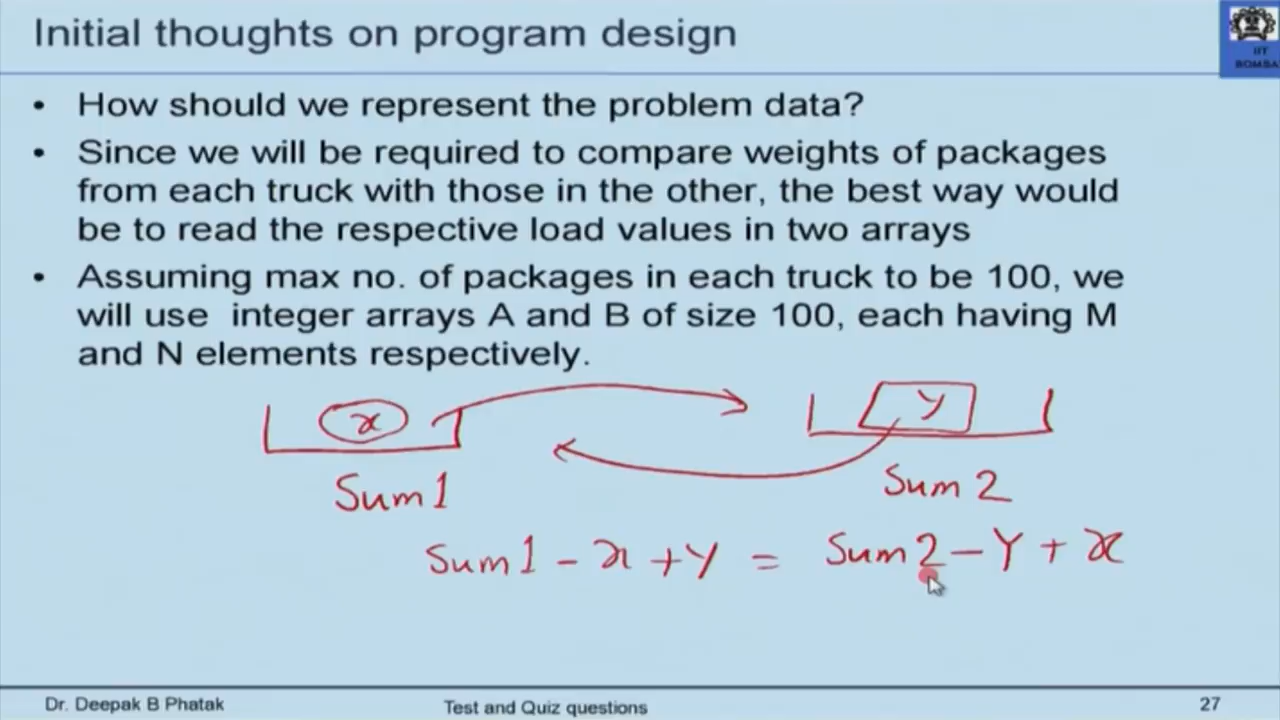 Initial thoughts on program design
IIT
BOMBA
• How should we represent the problem data?
• Since we will be required to compare weights of packages
from each truck with those in the other, the best way would
be to read the respective load values in two arrays
• Assuming max no. of packages in each truck to be 100, we
will use integer arrays A and B of size 100, each having M
and N elements respectively.
x
y
Sum1
Sum 2
Sum1 - x + y = Sum2 - y + x
Dr. Deepak B Phatak
Test and Quiz questions
27